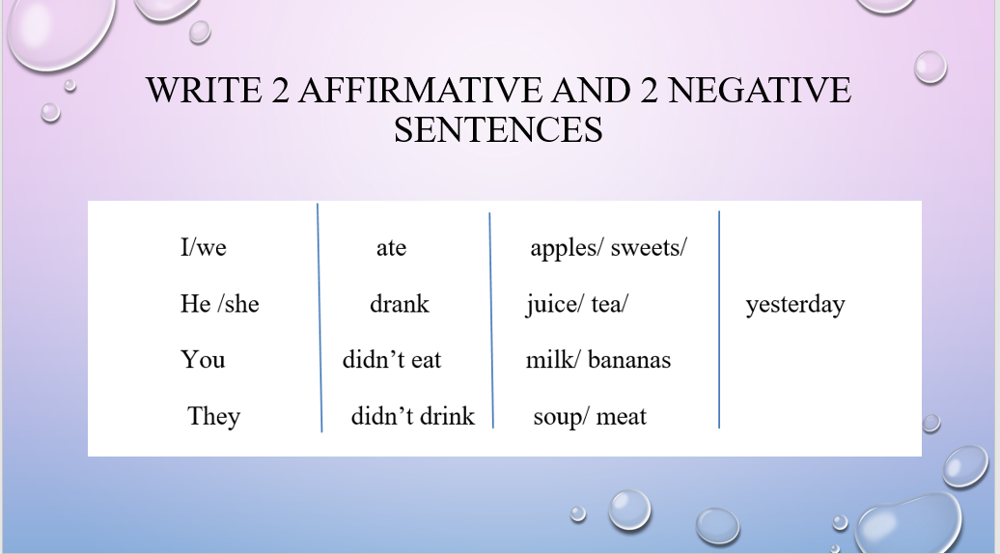 WRITE 2 AFFIRMATIVE AND 2 NEGATIVE
SENTENCES
I/we ate apples/ sweets/
He /she drank juice/ tea/ yesterday
You didn’t eat milk/ bananas
They didn’t drink soup/ meat